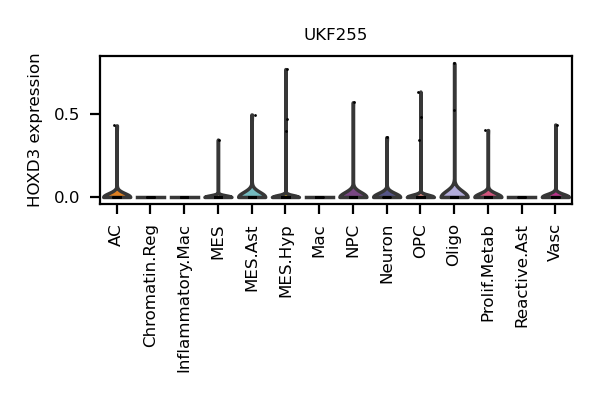 UKF255
HOXD3 expression
0.5
0.0
AC
Chromatin.Reg
Inflammatory.Mac
MES
MES.Ast
MES.Hyp
Mac
NPC
Neuron
OPC
Oligo
Prolif.Metab
Reactive.Ast
Vasc